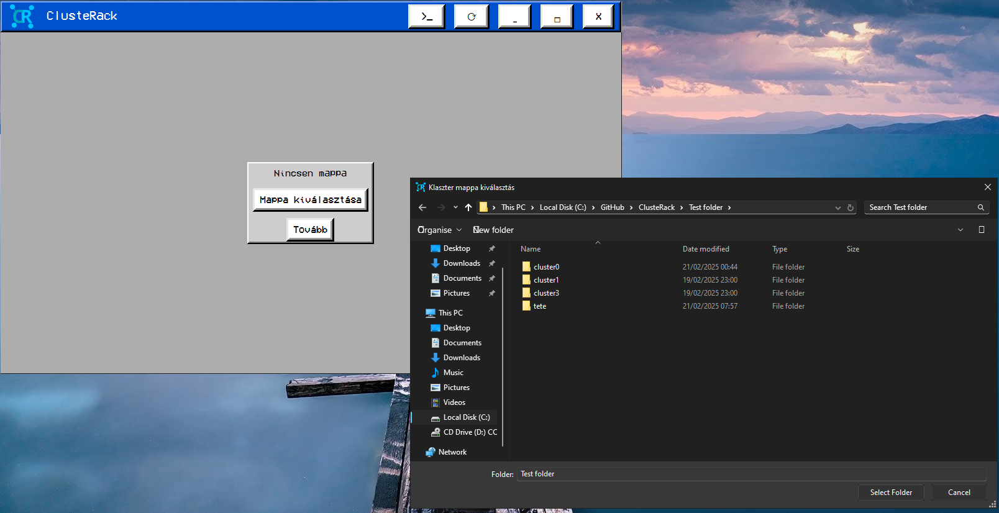 CR ClusteRack >_ ⟳ _ □ X
Nincsen mappa
Mappa kiválasztása
Tovább
CR Klaszter mappa kiválasztás
This PC > Local Disk (C:) > GitHub > ClusteRack > Test folder >
Search Test folder
Organise New folder
Desktop
Downloads
Documents
Pictures
This PC
Desktop
Documents
Downloads
Music
Pictures
Videos
Local Disk (C:)
CD Drive (D:) CC
Network
Name Date modified Type Size
cluster0 21/02/2025 00:44 File folder
cluster1 19/02/2025 23:00 File folder
cluster3 19/02/2025 23:00 File folder
tete 21/02/2025 07:57 File folder
Folder: Test folder
Select Folder Cancel